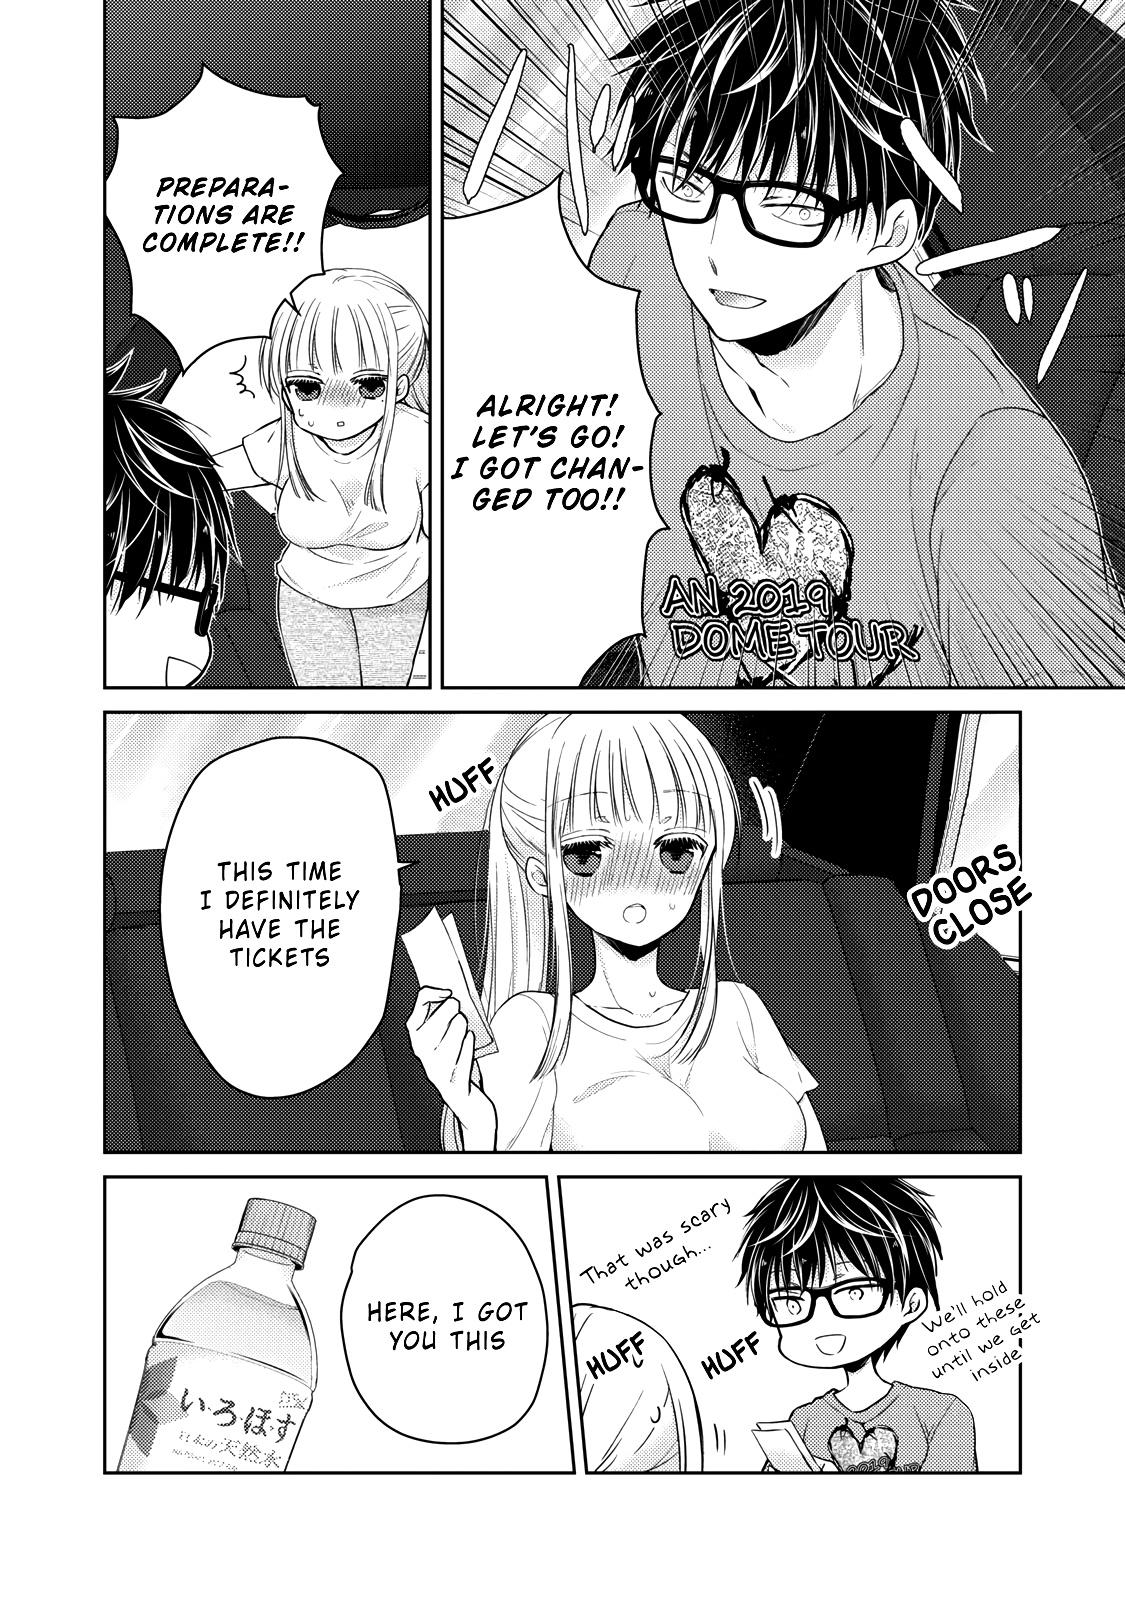 ALRIGHT!
LET'S GO!
I GOT CHAN-
GED TOO!!
AN 2019
DOME TOUR
PREPARA-
TIONS ARE
COMPLETE!!
DOORS
CLOSE
HUFF
THIS TIME
I DEFINITELY
HAVE THE
TICKETS
We'll hold
onto these
until we get
inside
That was scary
though...
HUFF
HUFF
2019
HERE, I GOT
YOU THIS
い・ろ・ほ・す
日本の天然水